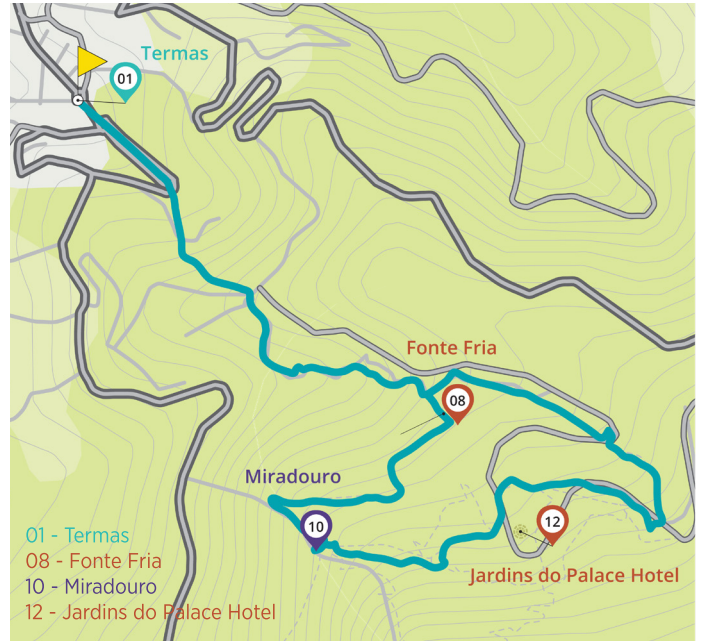 Termas
01
Fonte Fria
08
Miradouro
10
12
Jardins do Palace Hotel
01 - Termas
08 - Fonte Fria
10 - Miradouro
12 - Jardins do Palace Hotel